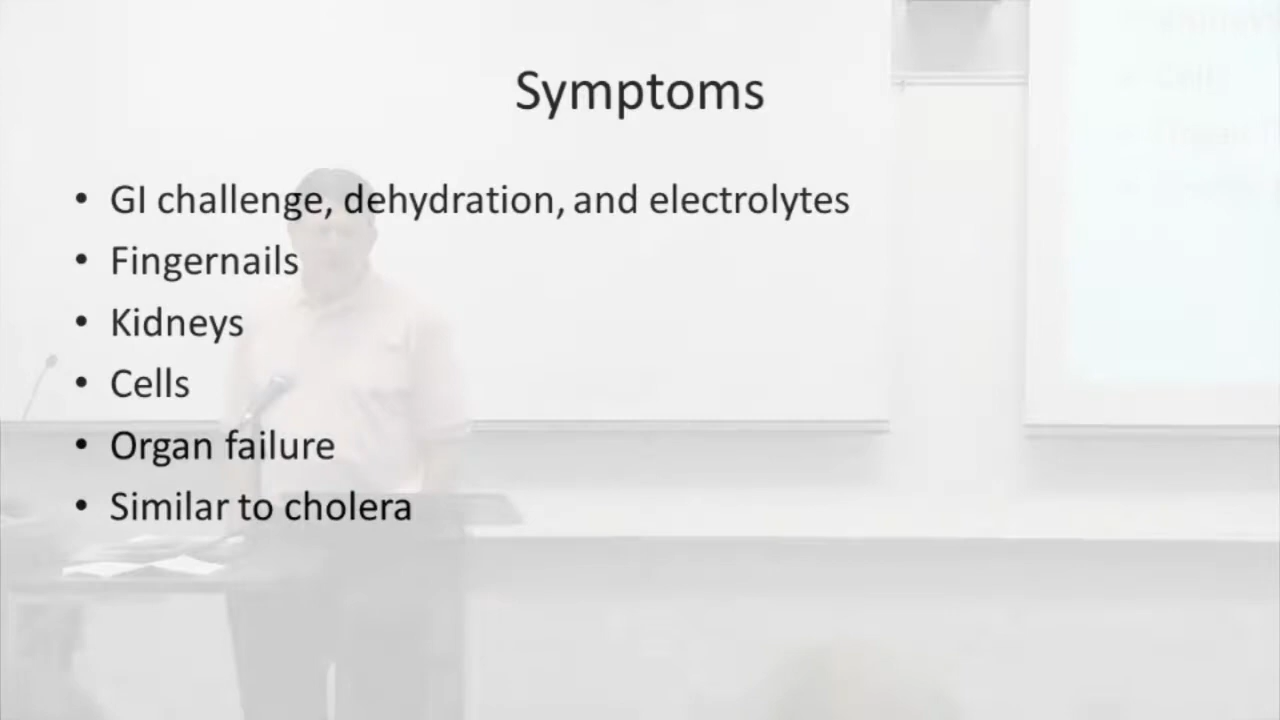 Symptoms
• GI challenge, dehydration, and electrolytes
• Fingernails
• Kidneys
• Cells
• Organ failure
• Similar to cholera